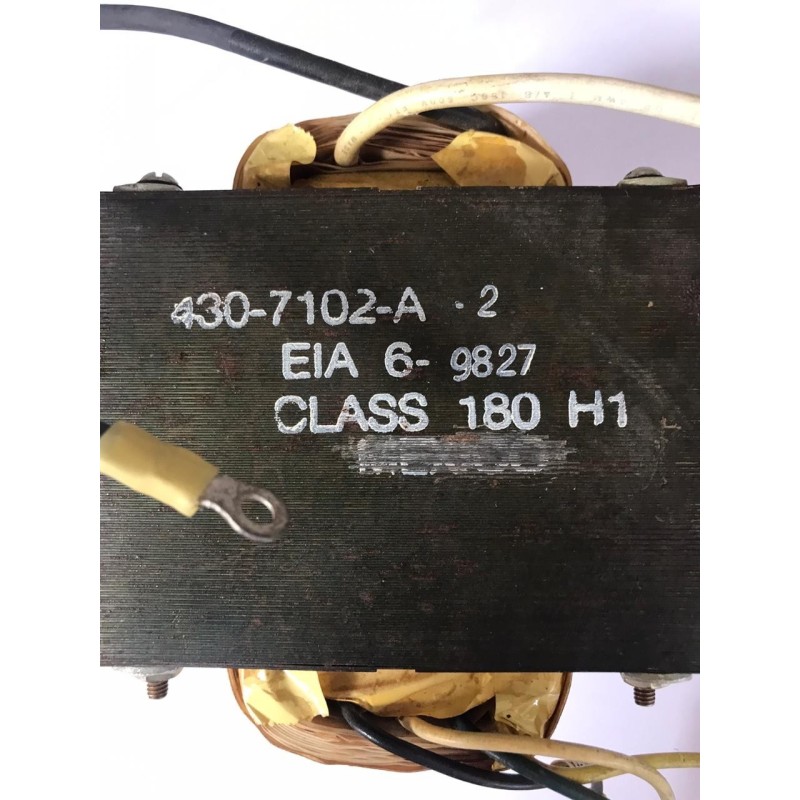 430-7102-A · 2
EIA 6- 9827
CLASS 180 H1